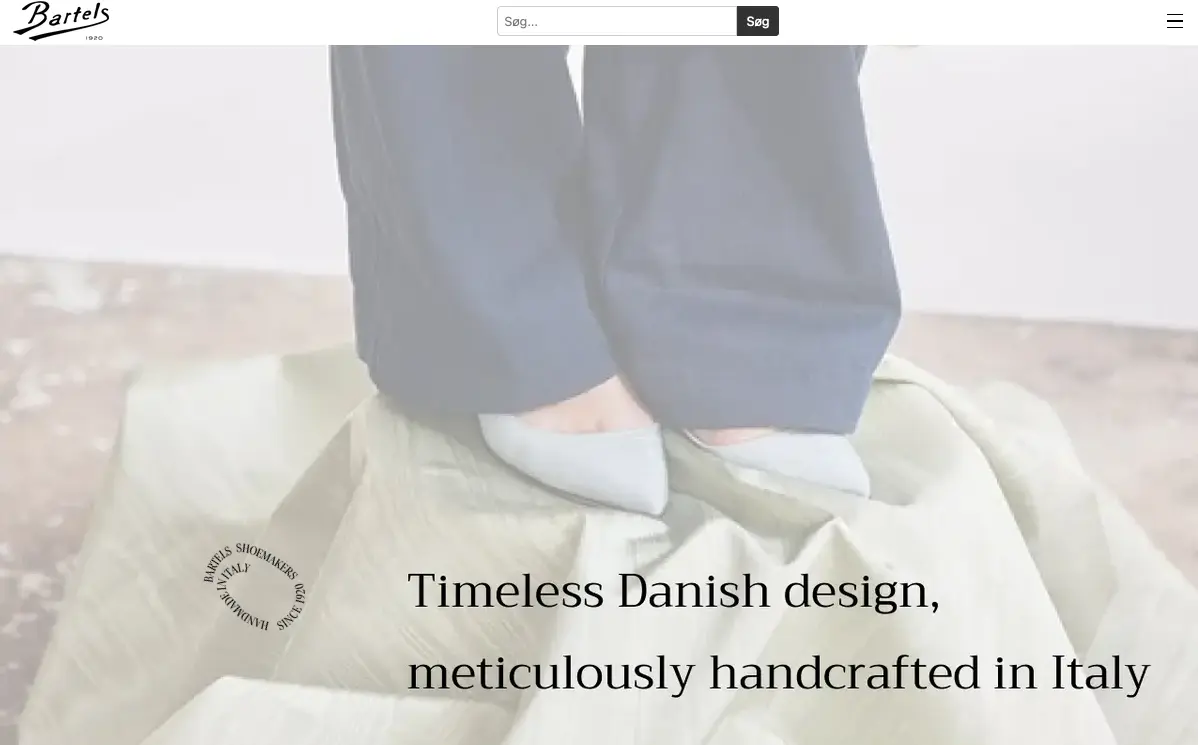 Bartels
1920
Søg...
Søg
BARTELS SHOEMAKERS SINCE 1920
HANDMADE IN ITALY
Timeless Danish design,
meticulously handcrafted in Italy